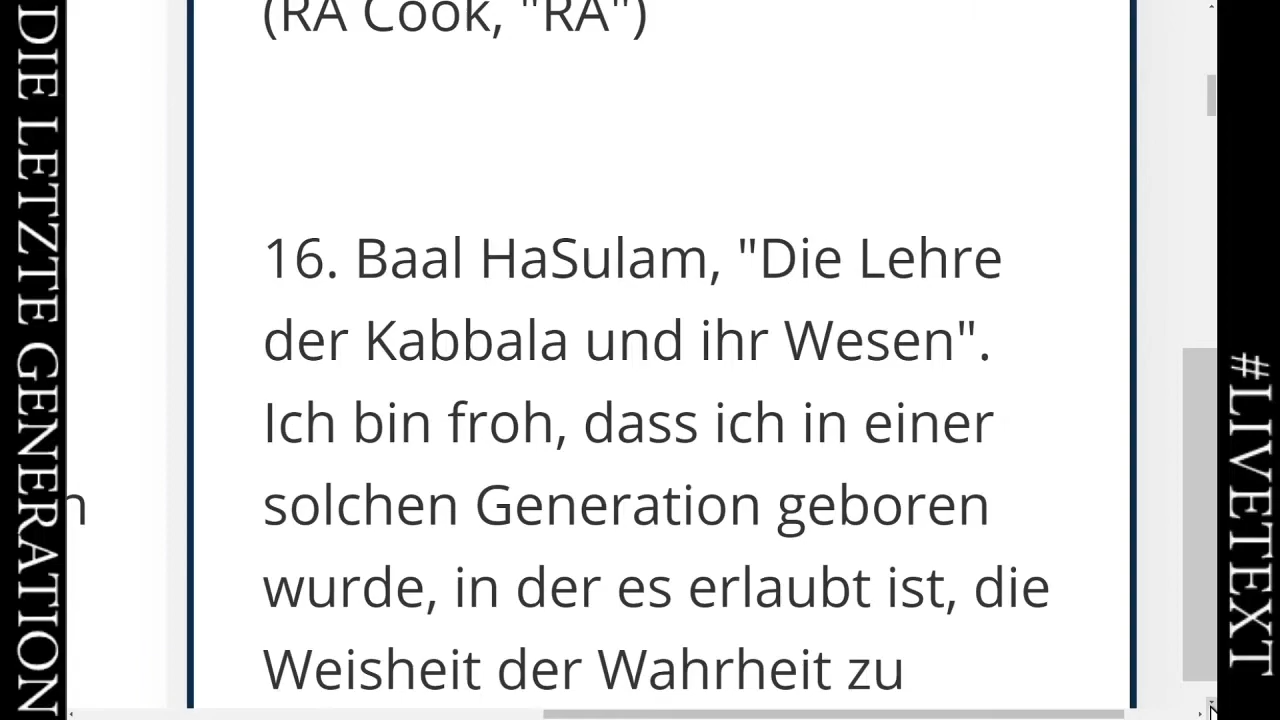 DIE LETZTE GENERATION
(RA Cook, "RA")
16. Baal HaSulam, "Die Lehre
der Kabbala und ihr Wesen".
Ich bin froh, dass ich in einer
solchen Generation geboren
n
wurde, in der es erlaubt ist, die
Weisheit der Wahrheit zu
#LIVETEXT